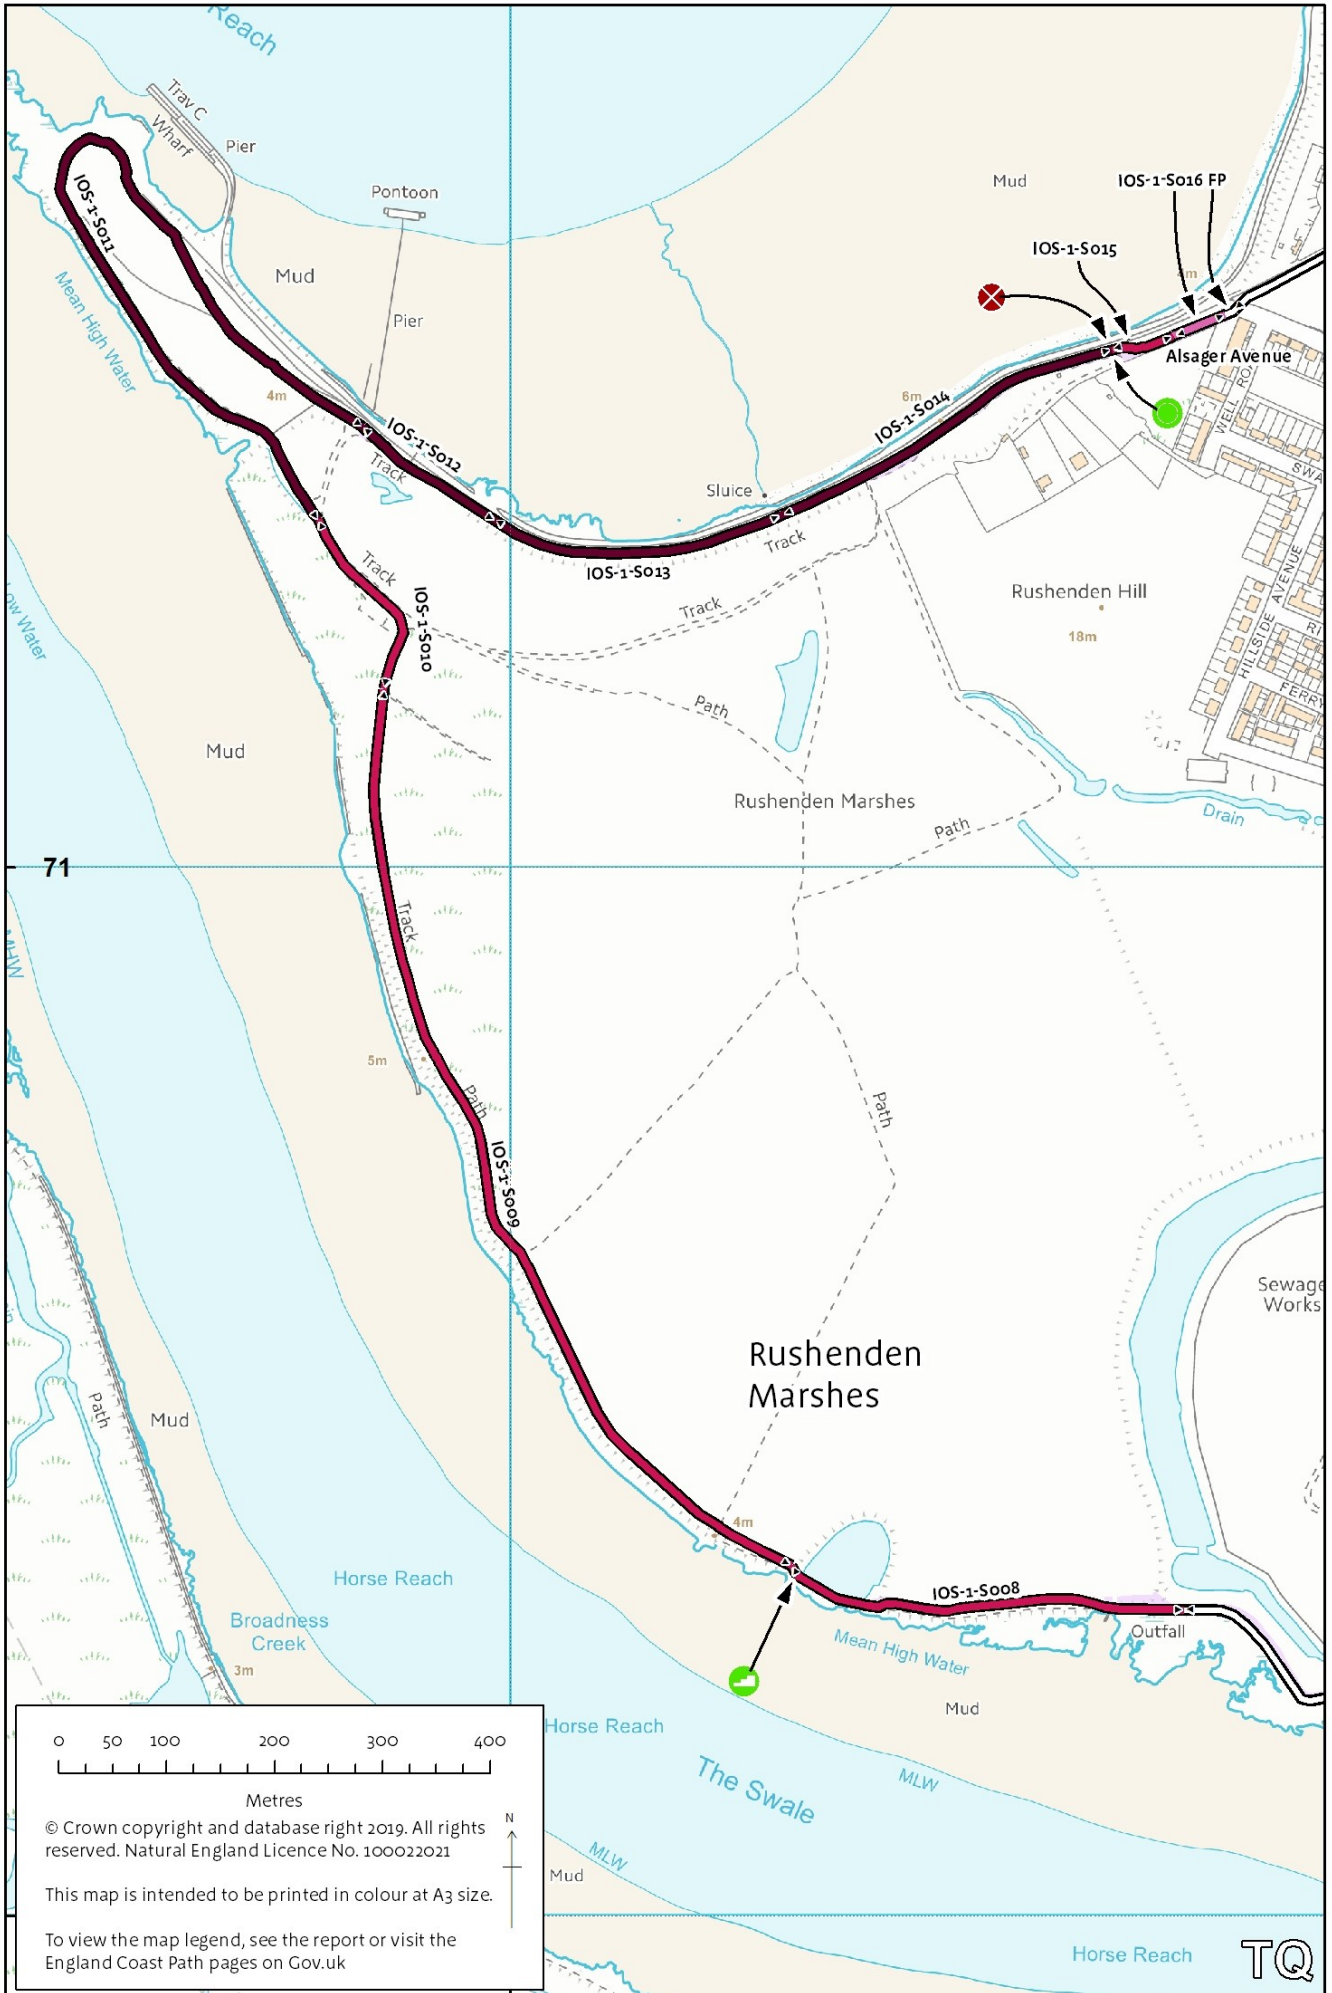 Reach
Trav C
Wharf
Pier
Pontoon
Mud
IOS-1-S016 FP
IOS-1-S015
IOS-1-S011
Mud
Mean High Water
Pier
Alsager Avenue
4m
6m
IOS-1-S014
IOS-1-S012
Track
Sluice
Track
IOS-1-S013
Track
IOS-1-S010
Track
Rushenden Hill
18m
HILLSIDE AVENUE
FERRY
Path
Mud
Rushenden Marshes
Drain
Path
71
Track
MHW
5m
Path
Path
IOS-1-S009
Sewage
Works
Rushenden
Marshes
Path
Mud
4m
Horse Reach
IOS-1-S008
Broadness
Creek
Outfall
Mean High Water
3m
Mud
Horse Reach
The Swale
MLW
MLW
Mud
0 50 100 200 300 400
Metres
N
© Crown copyright and database right 2019. All rights
reserved. Natural England Licence No. 100022021
This map is intended to be printed in colour at A3 size.
To view the map legend, see the report or visit the
England Coast Path pages on Gov.uk
Horse Reach
TQ